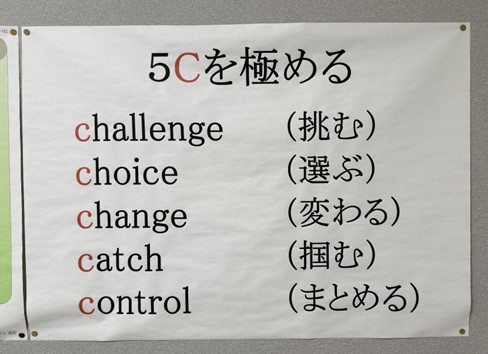 5Cを極める
challenge （挑む）
choice （選ぶ）
change （変わる）
catch （掴む）
control （まとめる）